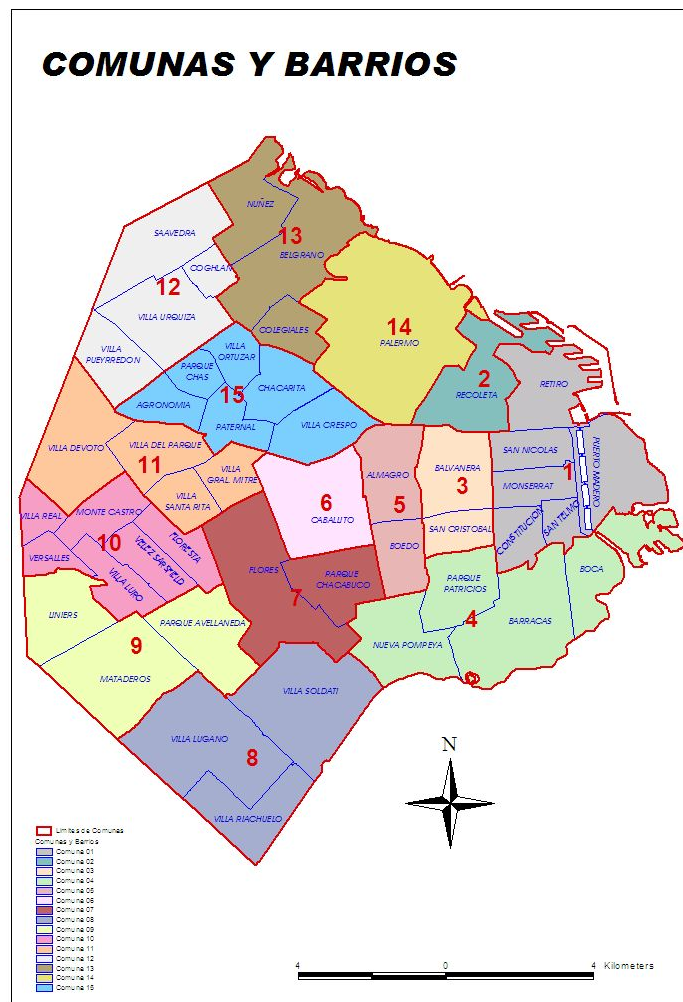 COMUNAS Y BARRIOS
NUÑEZ
SAAVEDRA
13
BELGRANO
COGHLAN
12
VILLA URQUIZA
14
PALERMO
COLEGIALES
VILLA
PUEYRREDON
VILLA
ORTUZAR
PARQUE
CHAS
15
CHACARITA
AGRONOMIA
PATERNAL
VILLA CRESPO
2
RECOLETA
RETIRO
VILLA DEVOTO
VILLA DEL PARQUE
11
VILLA
GRAL. MITRE
VILLA
SANTA RITA
ALMAGRO
5
BOEDO
BALVANERA
3
SAN CRISTOBAL
SAN NICOLAS
1
MONSERRAT
PUERTO MADERO
CONSTITUCION
SAN TELMO
6
CABALUTO
VILLA REAL
MONTE CASTRO
10
VERSALLES
FLORESTA
VELEZ SARSFIELD
VILLA LURO
FLORES
PARQUE
CHACABUCO
7
PARQUE
PATRICIOS
BOCA
4
BARRACAS
NUEVA POMPEYA
LINIERS
PARQUE AVELLANEDA
9
MATADEROS
VILLA SOLDATI
VILLA LUGANO
8
VILLA RIACHUELO
N
Limites de Comunas
Comunas y Barrios
Comuna 01
Comuna 02
Comuna 03
Comuna 04
Comuna 05
Comuna 06
Comuna 07
Comuna 08
Comuna 09
Comuna 10
Comuna 11
Comuna 12
Comuna 13
Comuna 14
Comuna 15
4 0 4 Kilometers